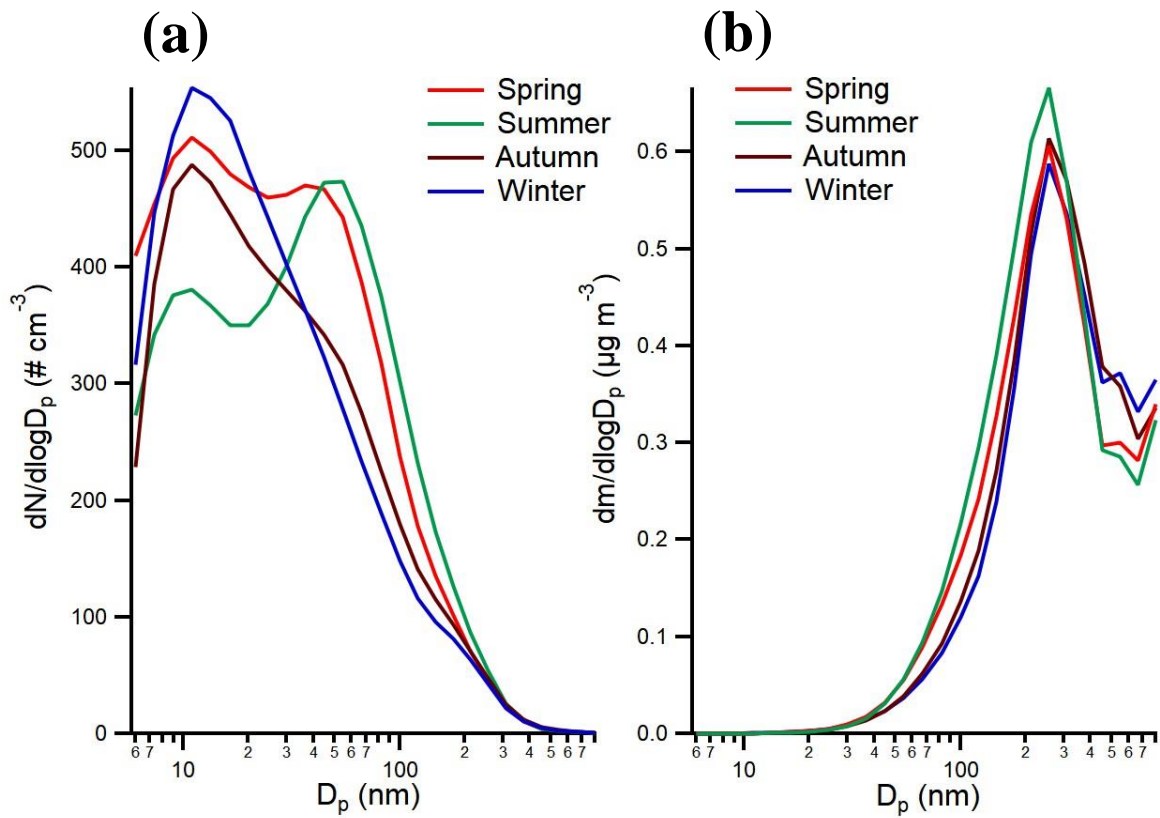 (a)
Spring
Summer
Autumn
Winter
500
400
300
200
100
0
dN/dlogDp (# cm-3)
6 7 2 3 4 5 6 7 2 3 4 5 6 7
10 100
Dp (nm)
(b)
Spring
Summer
Autumn
Winter
0.6
0.5
0.4
0.3
0.2
0.1
0.0
dm/dlogDp (µg m-3)
6 7 2 3 4 5 6 7 2 3 4 5 6 7
10 100
Dp (nm)